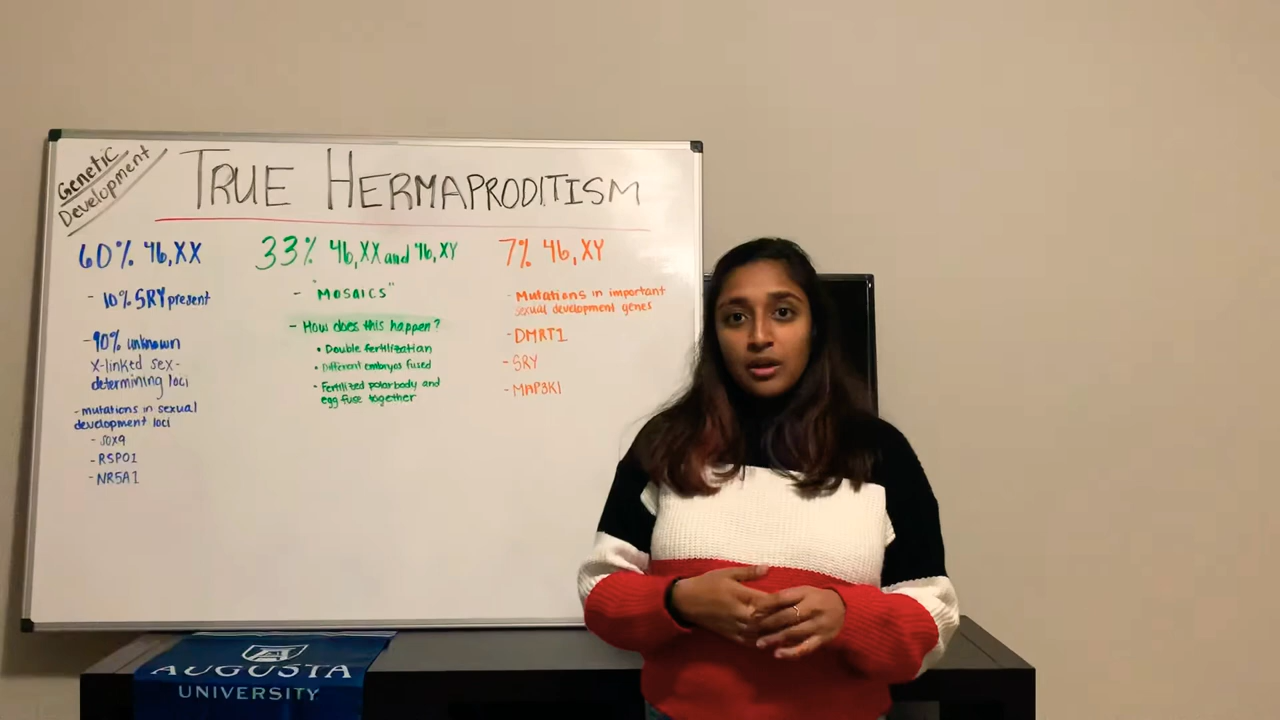 Genetic
Development
TRUE HERMAPRODITISM
60% 46,XX
- 10% SRY present
- 90% unknown
X-linked sex-
determining loci
- mutations in sexual
development loci
- SOX9
- RSPO1
- NR5A1
33% 46,XX and 46,XY
- "MOSAICS"
- How does this happen?
• Double fertilization
• Different embryos fused
• Fertilized polar body and
egg fuse together
7% 46,XY
- Mutations in important
sexual development genes
- DMRT1
- SRY
- MAP3K1
AUGUSTA
UNIVERSITY